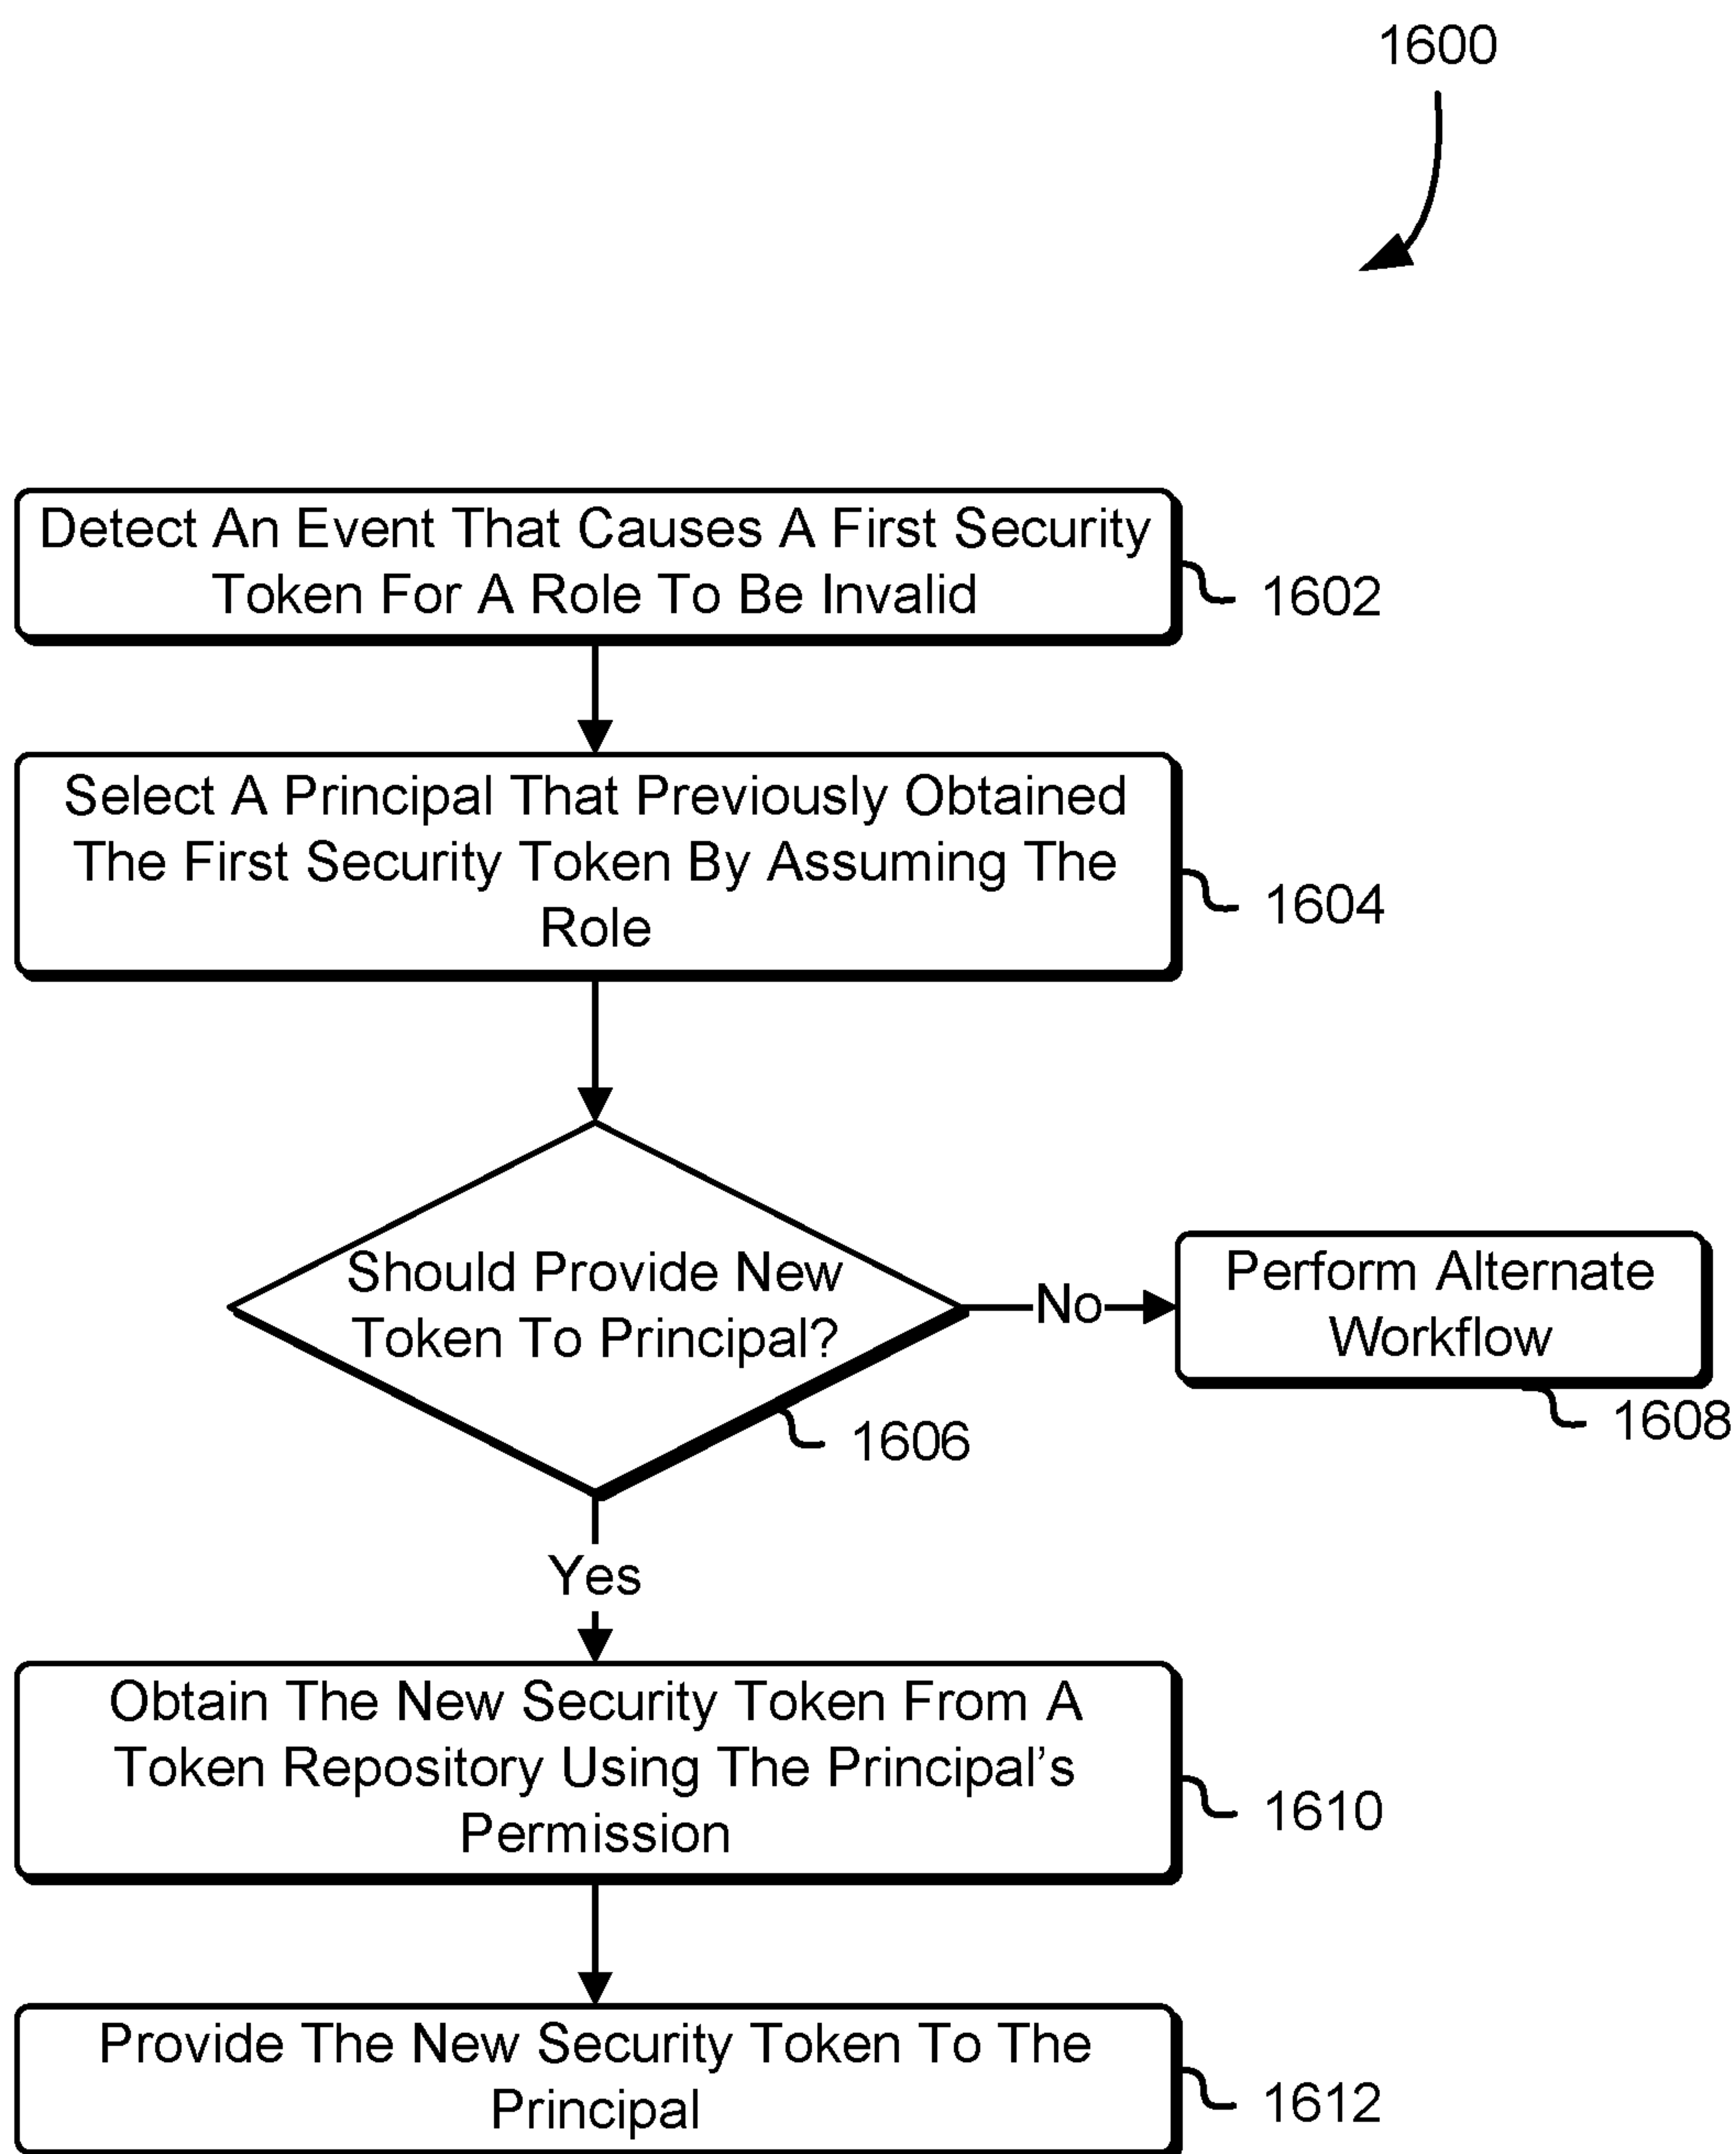 1600
Detect An Event That Causes A First Security
Token For A Role To Be Invalid
1602
Select A Principal That Previously Obtained
The First Security Token By Assuming The
Role
1604
Should Provide New
Token To Principal?
1606
No
Perform Alternate
Workflow
1608
Yes
Obtain The New Security Token From A
Token Repository Using The Principal’s
Permission
1610
Provide The New Security Token To The
Principal
1612